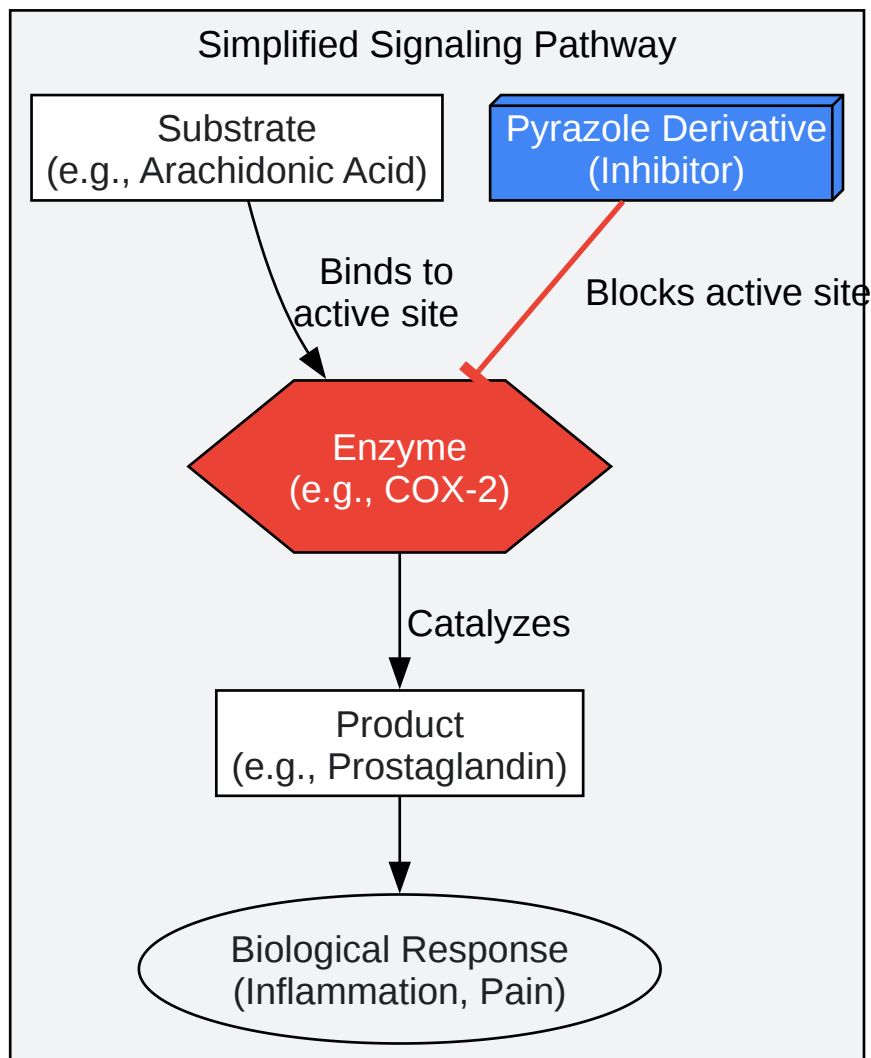 Simplified Signaling Pathway
Substrate
(e.g., Arachidonic Acid)
Pyrazole Derivative
(Inhibitor)
Binds to
active site
Blocks active site
Enzyme
(e.g., COX-2)
Catalyzes
Product
(e.g., Prostaglandin)
Biological Response
(Inflammation, Pain)